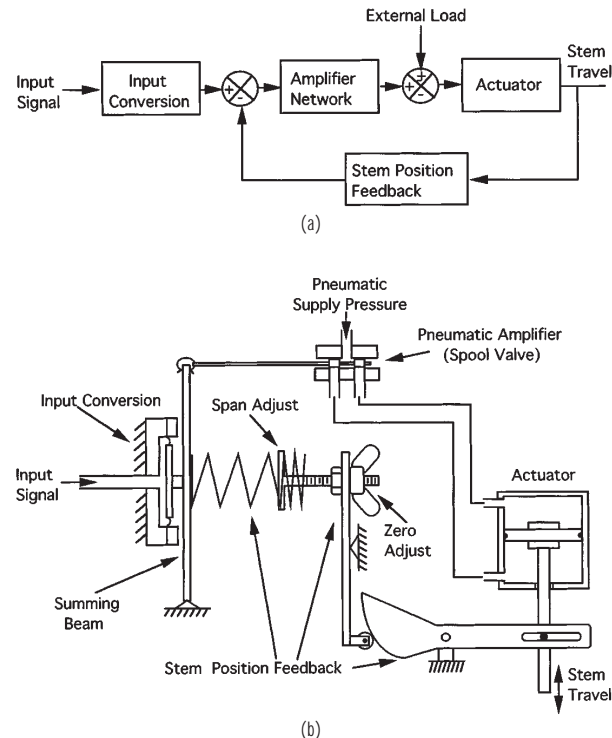 External Load
Stem
Travel
Input
Signal
Input
Conversion
+
-
Amplifier
Network
+
+
-
Actuator
Stem Position
Feedback
(a)
Pneumatic
Supply Pressure
Pneumatic Amplifier
(Spool Valve)
Input Conversion
Span Adjust
Input
Signal
Actuator
Zero
Adjust
Summing
Beam
Stem Position Feedback
Stem
Travel
(b)